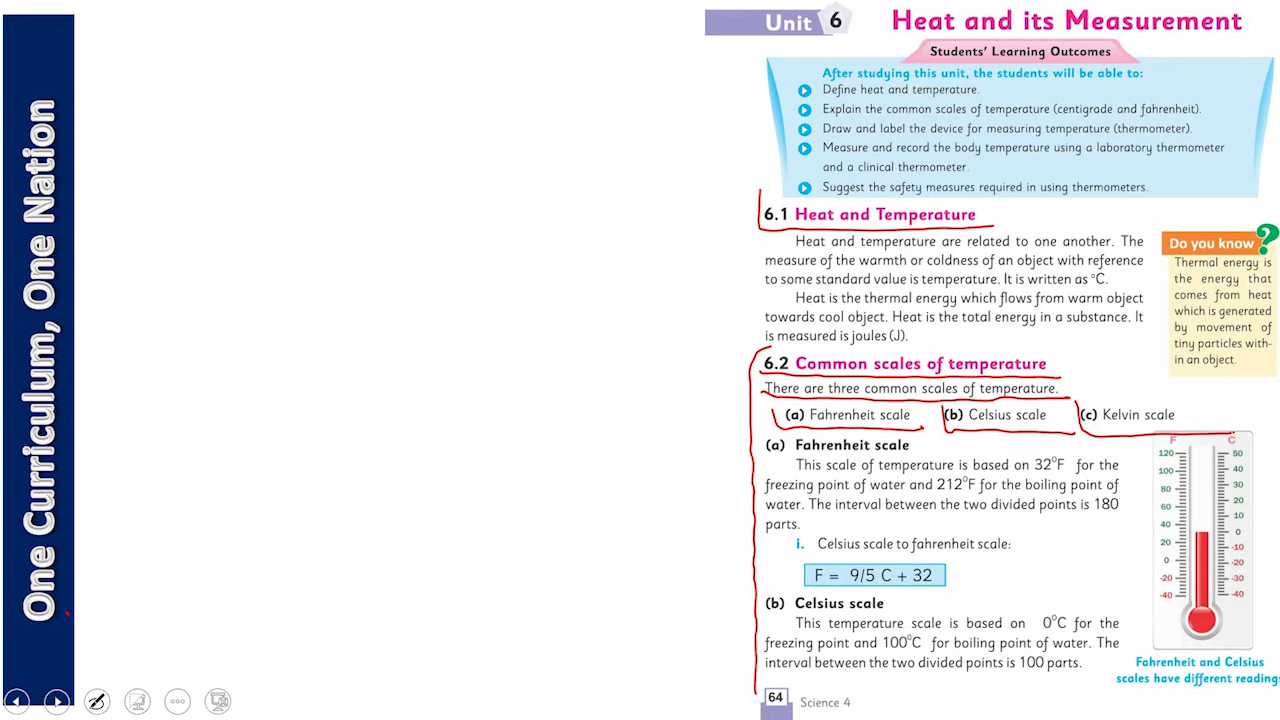 One Curriculum, One Nation
Unit 6
Heat and its Measurement
Students' Learning Outcomes
After studying this unit, the students will be able to:
Define heat and temperature.
Explain the common scales of temperature (centigrade and fahrenheit).
Draw and label the device for measuring temperature (thermometer).
Measure and record the body temperature using a laboratory thermometer
and a clinical thermometer.
Suggest the safety measures required in using thermometers.
6.1 Heat and Temperature
Heat and temperature are related to one another. The
measure of the warmth or coldness of an object with reference
to some standard value is temperature. It is written as °C.
Heat is the thermal energy which flows from warm object
towards cool object. Heat is the total energy in a substance. It
is measured is joules (J).
Do you know ?
Thermal energy is
the energy that
comes from heat
which is generated
by movement of
tiny particles with-
in an object.
6.2 Common scales of temperature
There are three common scales of temperature.
(a) Fahrenheit scale (b) Celsius scale (c) Kelvin scale
(a) Fahrenheit scale
This scale of temperature is based on 32°F for the
freezing point of water and 212°F for the boiling point of
water. The interval between the two divided points is 180
parts.
i. Celsius scale to fahrenheit scale:
F = 9/5 C + 32
(b) Celsius scale
This temperature scale is based on 0°C for the
freezing point and 100°C for boiling point of water. The
interval between the two divided points is 100 parts.
F C
120 50
100 40
80 30
60 20
40 10
20 0
0 -10
-20 -20
-40 -30
-40
Fahrenheit and Celsius
scales have different reading
64 Science 4